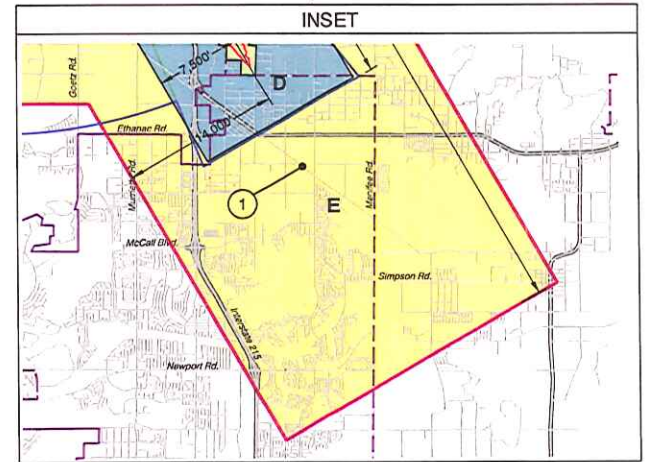 INSET
Goetz Rd.
7,500'
D
14,000'
Ethanac Rd.
Murrieta Rd.
1
E
Menifee Rd.
McCall Blvd.
Simpson Rd.
Interstate 215
Newport Rd.